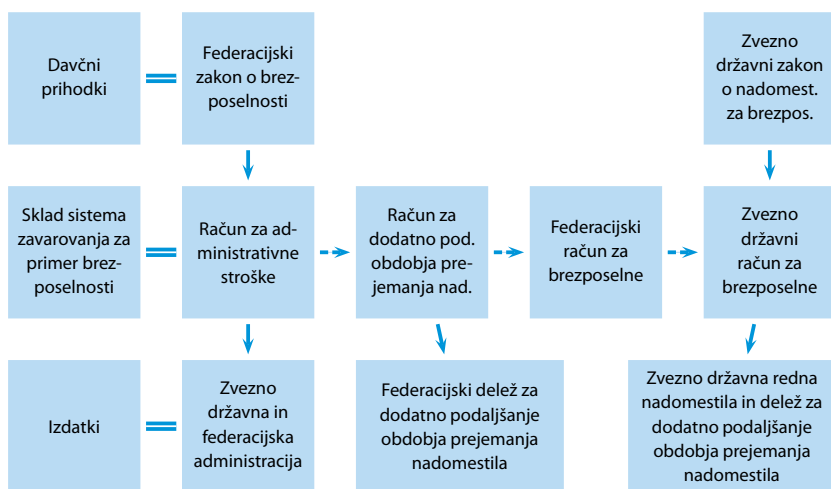 Davčni
prihodki
Federacijski
zakon o brez-
poselnosti
Zvezno
državni zakon
o nadomest.
za brezpos.
Sklad sistema
zavarovanja za
primer brez-
poselnosti
Račun za ad-
ministrativne
stroške
Račun za
dodatno pod.
obdobja pre-
jemanja nad.
Federacijski
račun za
brezposelne
Zvezno
državni
račun za
brezposelne
Izdatki
Zvezno
državna in
federacijska
administracija
Federacijski delež za
dodatno podaljšanje
obdobja prejemanja
nadomestila
Zvezno državna redna
nadomestila in delež za
dodatno podaljšanje
obdobja prejemanja
nadomestila